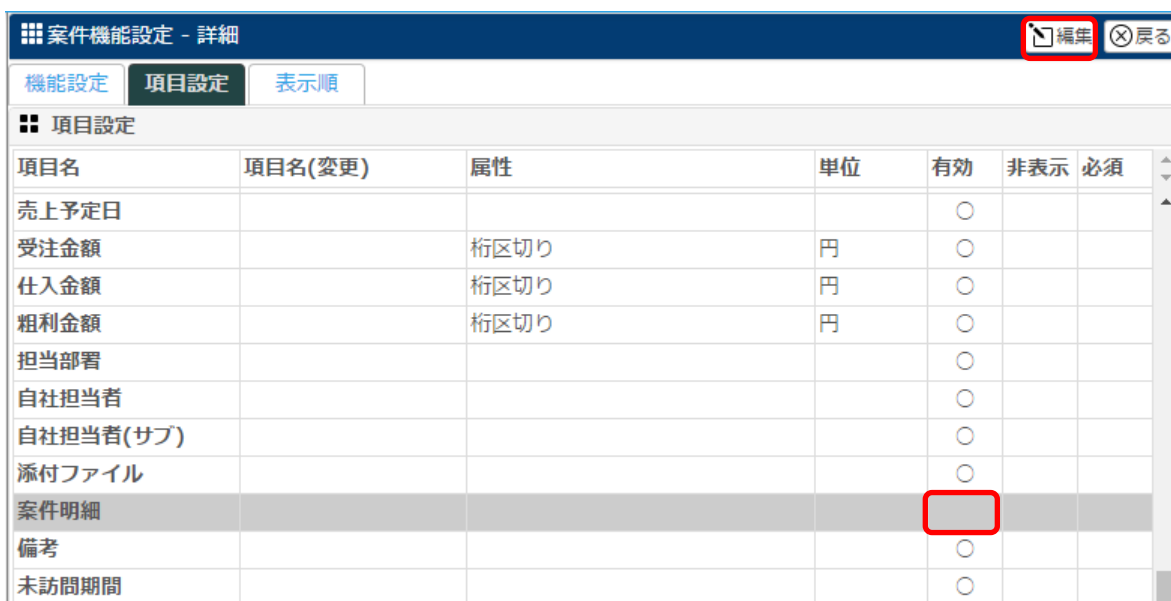 案件機能設定 - 詳細 編集 戻る
機能設定 項目設定 表示順
項目設定
項目名 項目名(変更) 属性 単位 有効 非表示 必須
売上予定日 ○
受注金額 桁区切り 円 ○
仕入金額 桁区切り 円 ○
粗利金額 桁区切り 円 ○
担当部署 ○
自社担当者 ○
自社担当者(サブ) ○
添付ファイル ○
案件明細
備考 ○
未訪問期間 ○